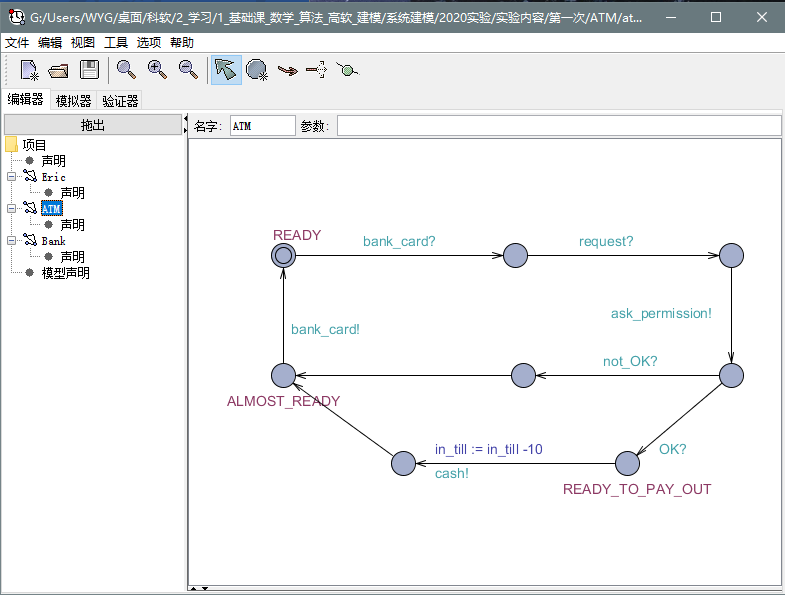 G:/Users/WYG/桌面/科软/2_学习/1_基础课_数学_算法_高软_建模/系统建模/2020实验/实验内容/第一次/ATM/at...
文件 编辑 视图 工具 选项 帮助
编辑器 模拟器 验证器
拖出
名字: ATM 参数:
项目
声明
Eric
声明
ATM
声明
Bank
声明
模型声明
READY
bank_card?
request?
ask_permission!
bank_card!
not_OK?
ALMOST_READY
in_till := in_till -10
OK?
cash!
READY_TO_PAY_OUT